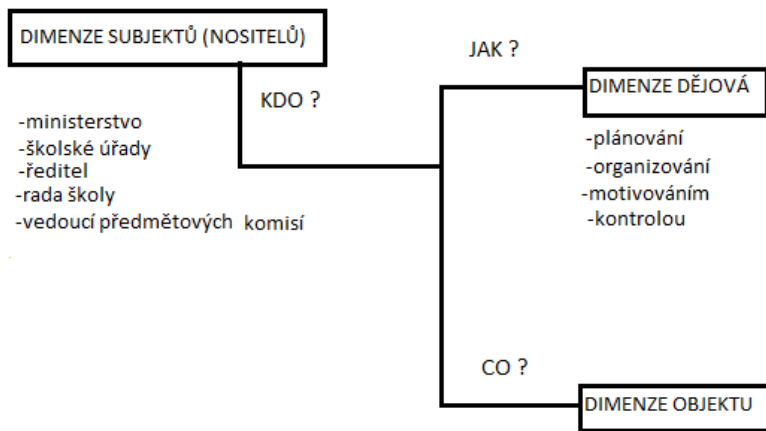 DIMENZE SUBJEKTŮ (NOSITELŮ)
KDO ?
-ministerstvo
-školské úřady
-ředitel
-rada školy
-vedoucí předmětových komisí
JAK ?
DIMENZE DĚJOVÁ
-plánování
-organizování
-motivováním
-kontrolou
CO ?
DIMENZE OBJEKTU